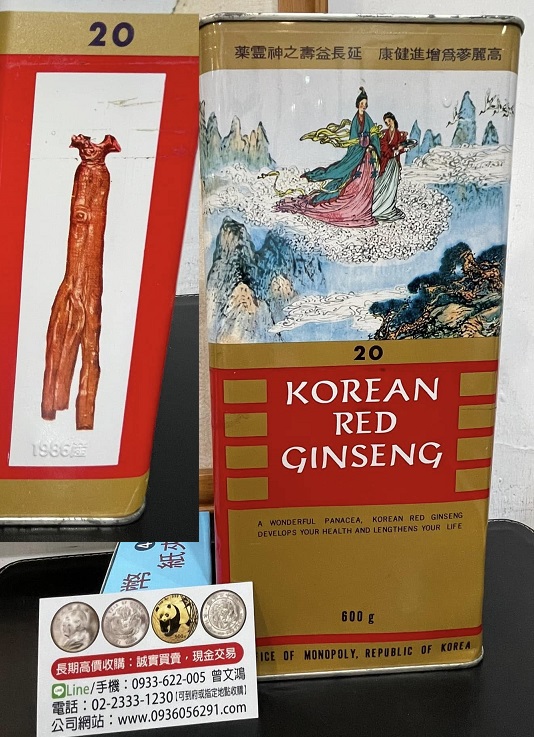 20
1986産
高麗蔘爲增進健康 延長益壽之神靈藥
20
KOREAN
RED
GINSENG
A WONDERFUL PANACEA, KOREAN RED GINSENG
DEVELOPS YOUR HEALTH AND LENGTHENS YOUR LIFE
600 g
ICE OF MONOPOLY, REPUBLIC OF KOREA
長期高價收購：誠實買賣，現金交易
Line/手機：0933-622-005 曾文鴻
電話：02-2333-1230【可到府或指定地點收購】
公司網站：www.0936056291.com